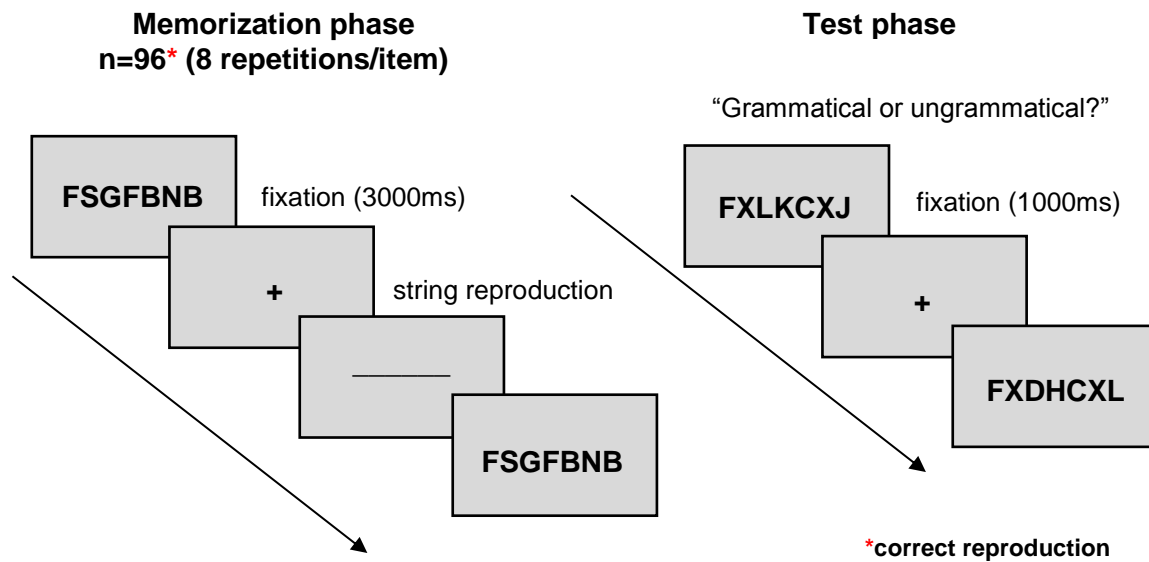 Memorization phase
n=96* (8 repetitions/item)
FSGFBNB
fixation (3000ms)
+
string reproduction
_______
FSGFBNB
Test phase
“Grammatical or ungrammatical?”
FXLKCXJ
fixation (1000ms)
+
FXDHCXL
*correct reproduction